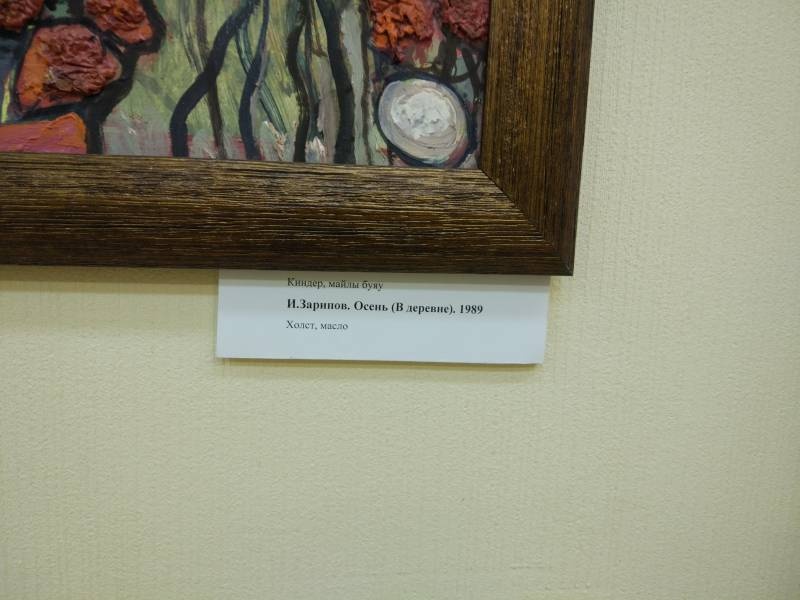 Киндер, майлы буяу
И.Зарипов. Осень (В деревне). 1989
Холст, масло